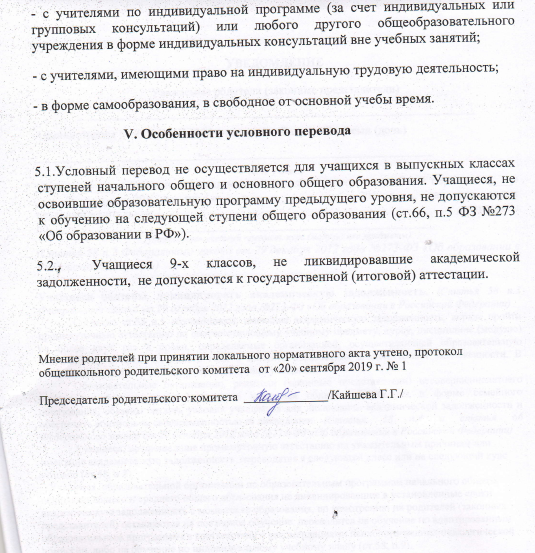 - с учителями по индивидуальной программе (за счет индивидуальных или
групповых консультаций) или любого другого общеобразовательного
учреждения в форме индивидуальных консультаций вне учебных занятий;
- с учителями, имеющими право на индивидуальную трудовую деятельность;
- в форме самообразования, в свободное от основной учебы время.
V. Особенности условного перевода
5.1.Условный перевод не осуществляется для учащихся в выпускных классах
ступеней начального общего и основного общего образования. Учащиеся, не
освоившие образовательную программу предыдущего уровня, не допускаются
к обучению на следующей ступени общего образования (ст.66, п.5 ФЗ №273
«Об образовании в РФ»).
5.2., Учащиеся 9-х классов, не ликвидировавшие академической
задолженности, не допускаются к государственной (итоговой) аттестации.
Мнение родителей при принятии локального нормативного акта учтено, протокол
общешкольного родительского комитета от «20» сентября 2019 г. № 1
Председатель родительского комитета /Кайшева Г.Г./